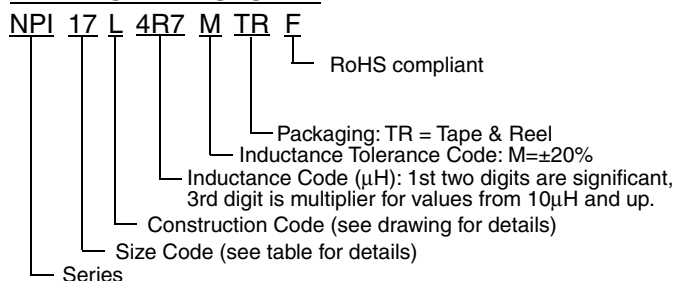 NPI 17 L 4R7 M TR F
RoHS compliant
Packaging: TR = Tape & Reel
Inductance Tolerance Code: M=±20%
Inductance Code (μH): 1st two digits are significant,
3rd digit is multiplier for values from 10μH and up.
Construction Code (see drawing for details)
Size Code (see table for details)
Series